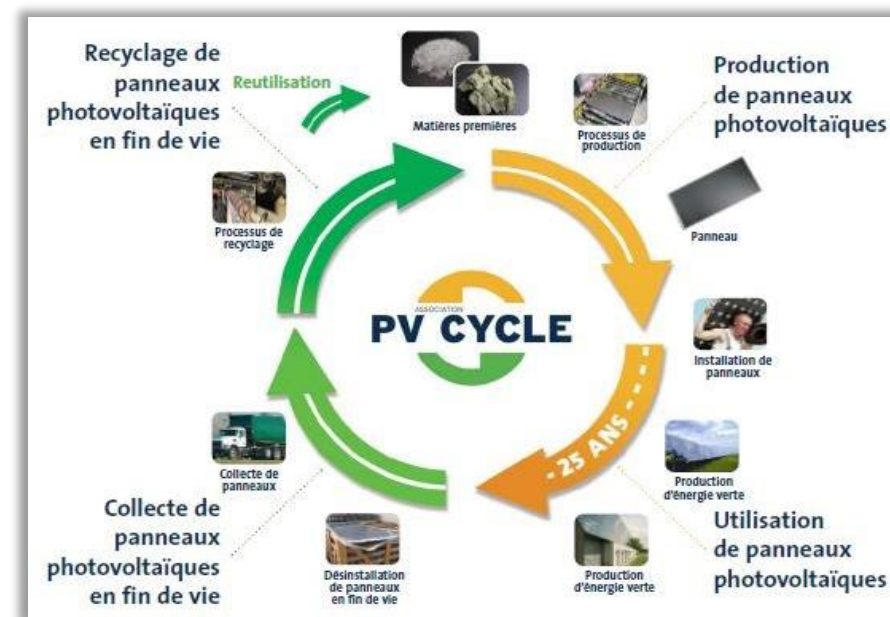 Recyclage de
panneaux
photovoltaïques
en fin de vie
Reutilisation
Matières premières
Processus de
production
Production
de panneaux
photovoltaïques
Panneau
Processus de
recyclage
ASSOCIATION
PV CYCLE
Installation de
panneaux
- 25 ANS - - -
Production
d'énergie verte
Utilisation
de panneaux
photovoltaïques
Production
d'énergie verte
Désinstallation
de panneaux
en fin de vie
Collecte de
panneaux
Collecte de
panneaux
photovoltaïques
en fin de vie